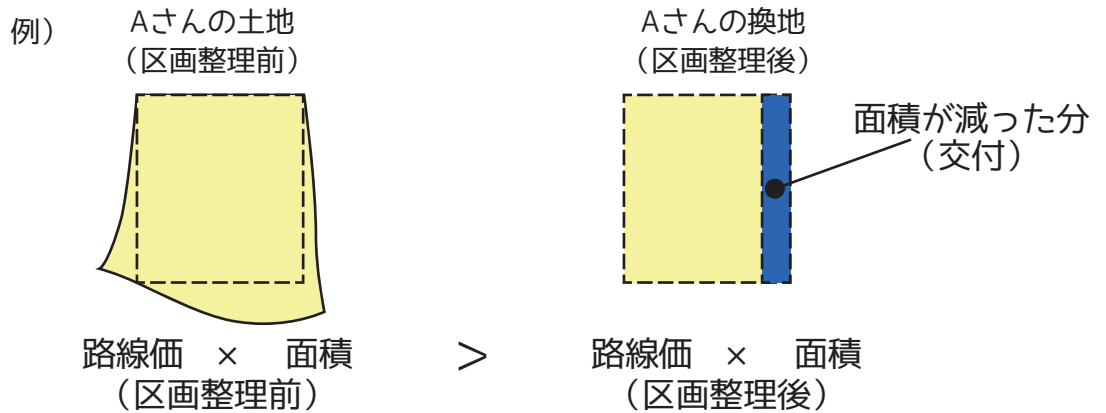 例）
Aさんの土地
（区画整理前）
Aさんの換地
（区画整理後）
面積が減った分
（交付）
路線価 × 面積 ＞ 路線価 × 面積
（区画整理前） （区画整理後）